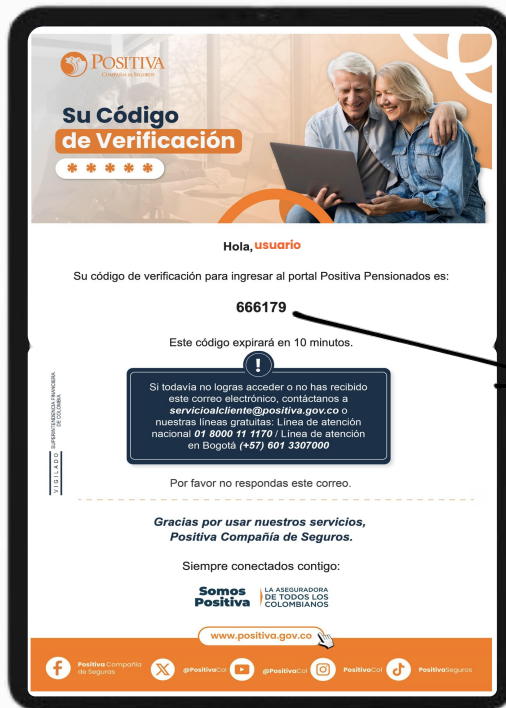 POSITIVA
COMPAÑÍA DE SEGUROS
Su Código
de Verificación
* * * * *
Hola, usuario
Su código de verificación para ingresar al portal Positiva Pensionados es:
666179
Este código expirará en 10 minutos.
!
Si todavía no logras acceder o no has recibido
este correo electrónico, contáctanos a
servicioalcliente@positiva.gov.co o
nuestras líneas gratuitas: Línea de atención
nacional 01 8000 11 1170 / Línea de atención
en Bogotá (+57) 601 3307000
VIGILADO
SUPERINTENDENCIA FINANCIERA
DE COLOMBIA
Por favor no respondas este correo.
Gracias por usar nuestros servicios,
Positiva Compañía de Seguros.
Siempre conectados contigo:
Somos
Positiva
LA ASEGURADORA
DE TODOS LOS
COLOMBIANOS
www.positiva.gov.co
Positiva Compañía
de Seguros
@PositivaCol
@PositivaCol
PositivaCol
PositivaSeguros